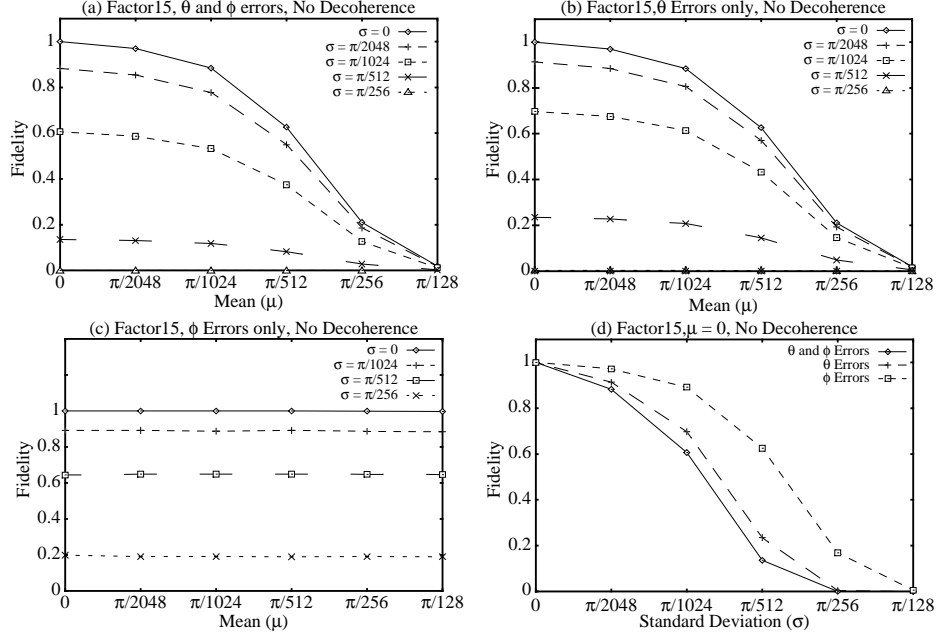 (a) Factor15, θ and ϕ errors, No Decoherence
1
0.8
0.6
0.4
0.2
0
Fidelity
σ = 0
σ = π/2048
σ = π/1024
σ = π/512
σ = π/256
0 π/2048 π/1024 π/512 π/256 π/128
Mean (μ)
(b) Factor15,θ Errors only, No Decoherence
1
0.8
0.6
0.4
0.2
0
Fidelity
σ = 0
σ = π/2048
σ = π/1024
σ = π/512
σ = π/256
0 π/2048 π/1024 π/512 π/256 π/128
Mean (μ)
(c) Factor15, ϕ Errors only, No Decoherence
1
0.8
0.6
0.4
0.2
0
Fidelity
σ = 0
σ = π/1024
σ = π/512
σ = π/256
0 π/2048 π/1024 π/512 π/256 π/128
Mean (μ)
(d) Factor15,μ = 0, No Decoherence
1
0.8
0.6
0.4
0.2
0
Fidelity
θ and ϕ Errors
θ Errors
ϕ Errors
0 π/2048 π/1024 π/512 π/256 π/128
Standard Deviation (σ)